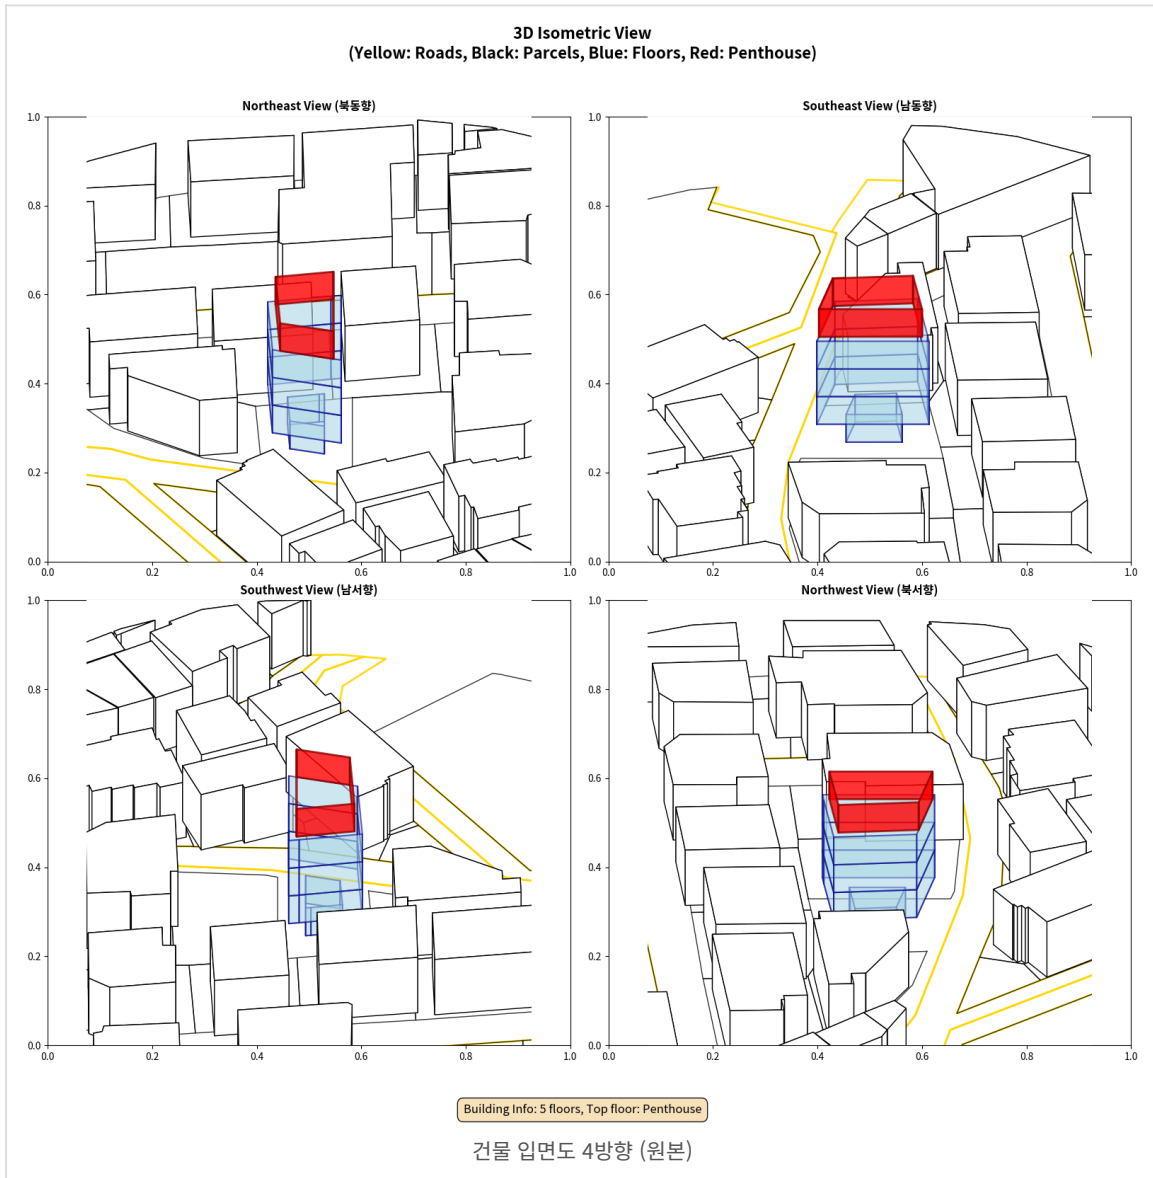 3D Isometric View
(Yellow: Roads, Black: Parcels, Blue: Floors, Red: Penthouse)
Northeast View (북동향)
1.0
0.8
0.6
0.4
0.2
0.0
0.0 0.2 0.4 0.6 0.8 1.0
Southeast View (남동향)
1.0
0.8
0.6
0.4
0.2
0.0
0.0 0.2 0.4 0.6 0.8 1.0
Southwest View (남서향)
1.0
0.8
0.6
0.4
0.2
0.0
0.0 0.2 0.4 0.6 0.8 1.0
Northwest View (북서향)
1.0
0.8
0.6
0.4
0.2
0.0
0.0 0.2 0.4 0.6 0.8 1.0
Building Info: 5 floors, Top floor: Penthouse
건물 입면도 4방향 (원본)